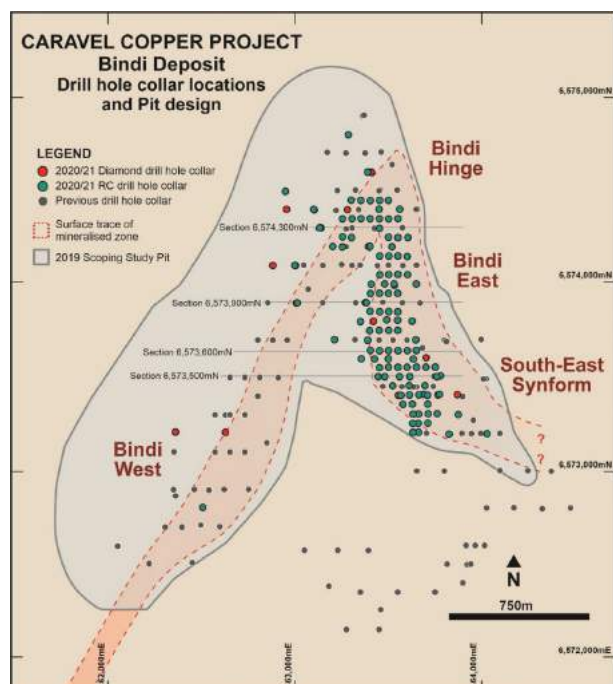 CARAVEL COPPER PROJECT
Bindi Deposit
Drill hole collar locations
and Pit design
6,575,000mN
LEGEND
2020/21 Diamond drill hole collar
2020/21 RC drill hole collar
Previous drill hole collar
Surface trace of
mineralised zone
2019 Scoping Study Pit
Bindi
Hinge
Section 6,574,300mN
Bindi
East
6,574,000mN
Section 6,573,900mN
Section 6,573,600mN
Section 6,573,500mN
South-East
Synform
Bindi
West
?
?
6,573,000mN
N
750m
6,572,000mN
62,000mE
63,000mE
64,000mE